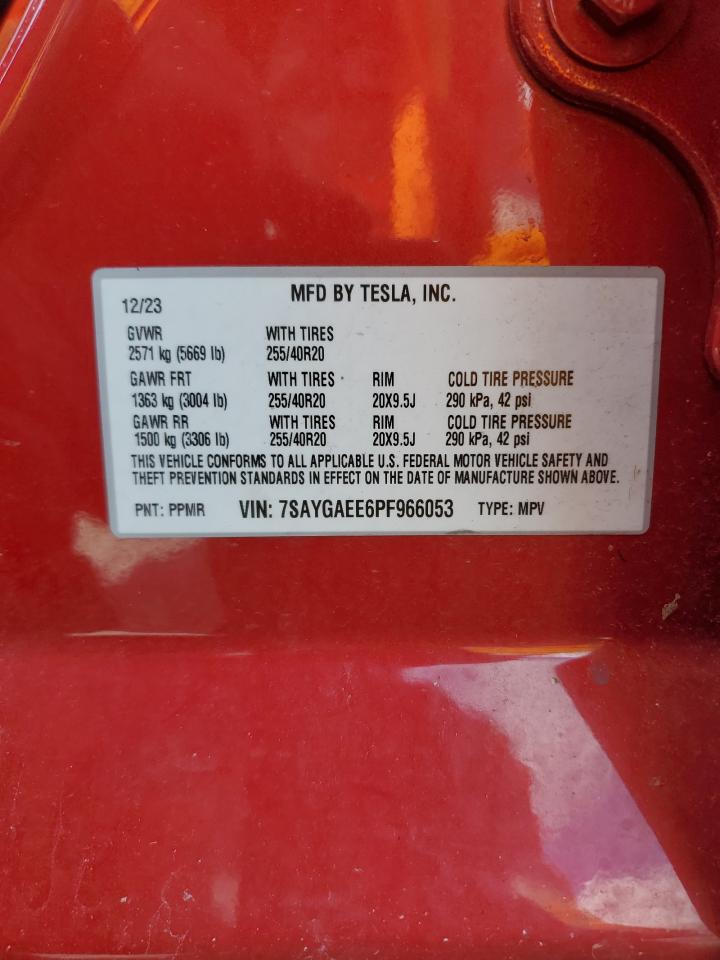 MFD BY TESLA, INC.
12/23
GVWR WITH TIRES
2571 kg (5669 lb) 255/40R20
GAWR FRT WITH TIRES RIM COLD TIRE PRESSURE
1363 kg (3004 lb) 255/40R20 20X9.5J 290 kPa, 42 psi
GAWR RR WITH TIRES RIM COLD TIRE PRESSURE
1500 kg (3306 lb) 255/40R20 20X9.5J 290 kPa, 42 psi
THIS VEHICLE CONFORMS TO ALL APPLICABLE U.S. FEDERAL MOTOR VEHICLE SAFETY AND
THEFT PREVENTION STANDARDS IN EFFECT ON THE DATE OF MANUFACTURE SHOWN ABOVE.
PNT: PPMR VIN: 7SAYGAEE6PF966053 TYPE: MPV